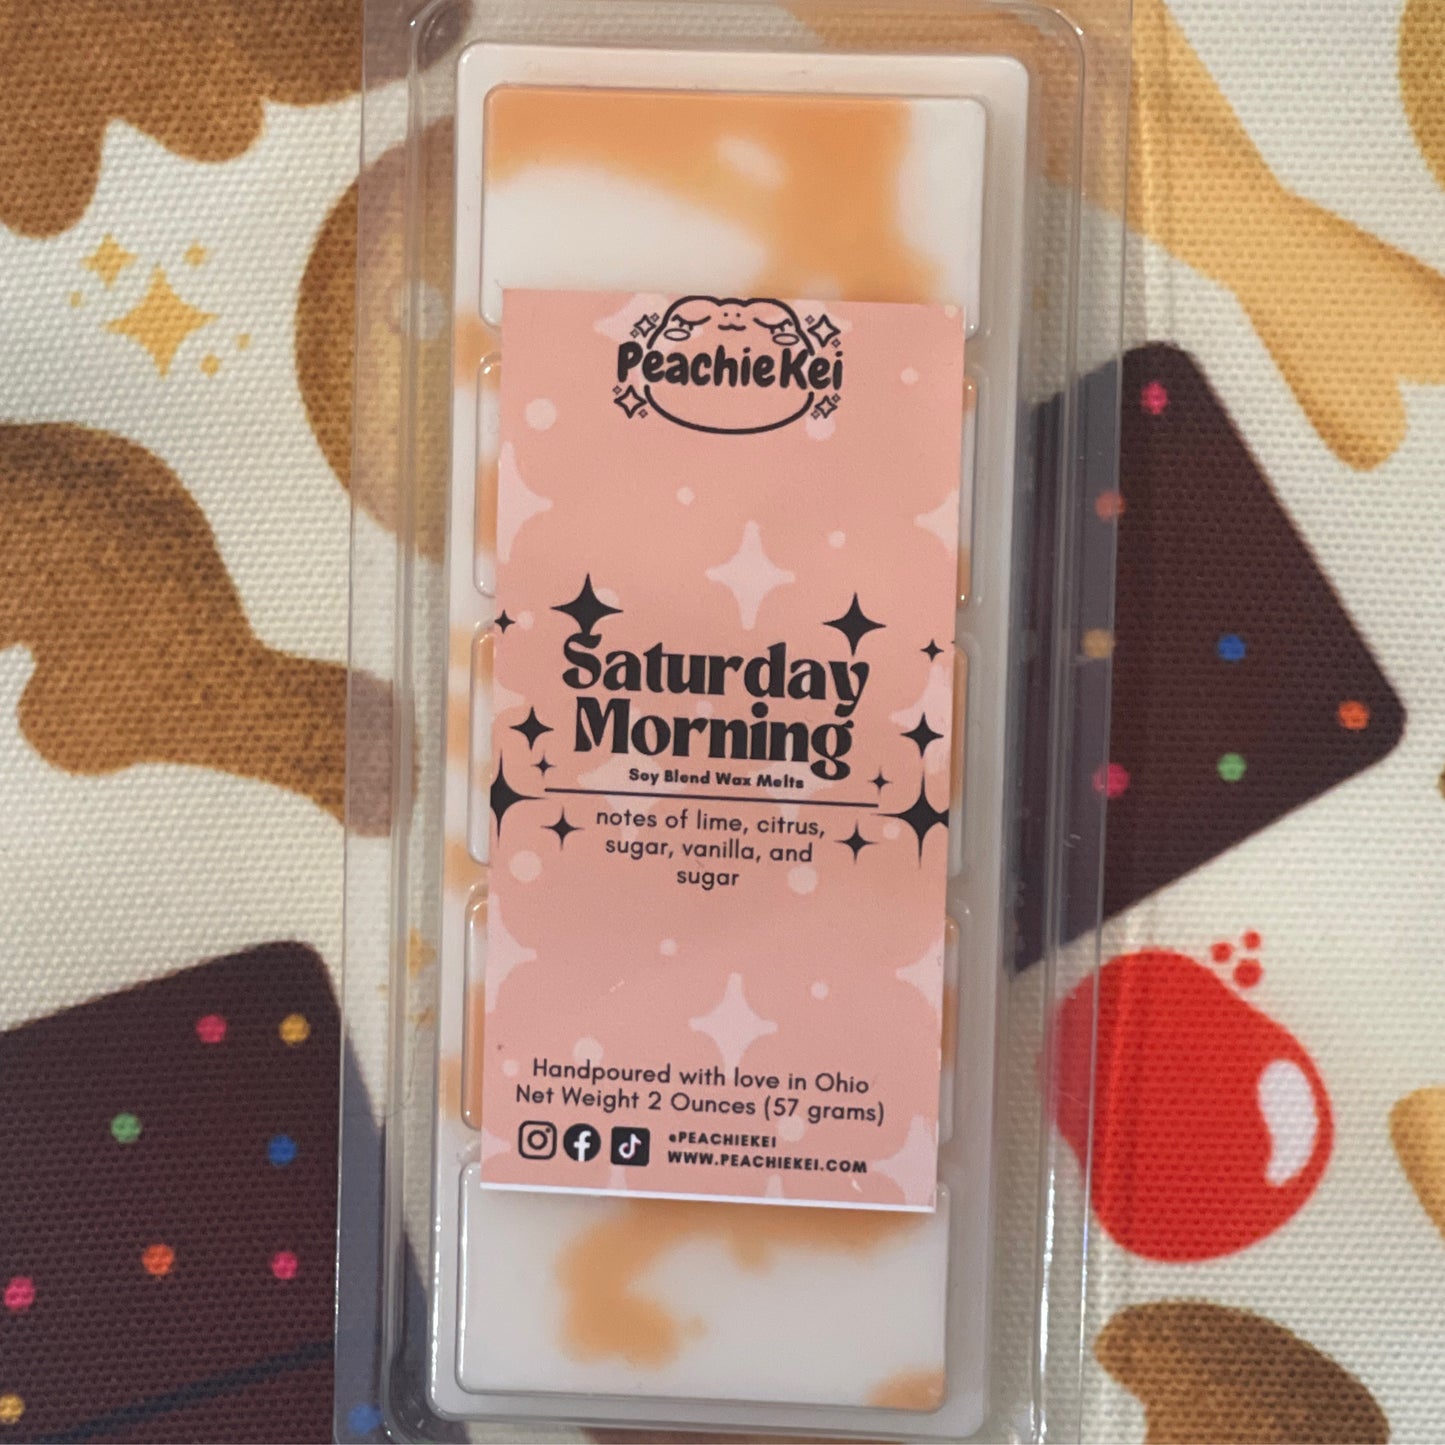 PeachieKei
Saturday
Morning
Soy Blend Wax Melts
notes of lime, citrus,
sugar, vanilla, and
sugar
Handpoured with love in Ohio
Net Weight 2 Ounces (57 grams)
@PEACHIEKEI
WWW.PEACHIEKEI.COM